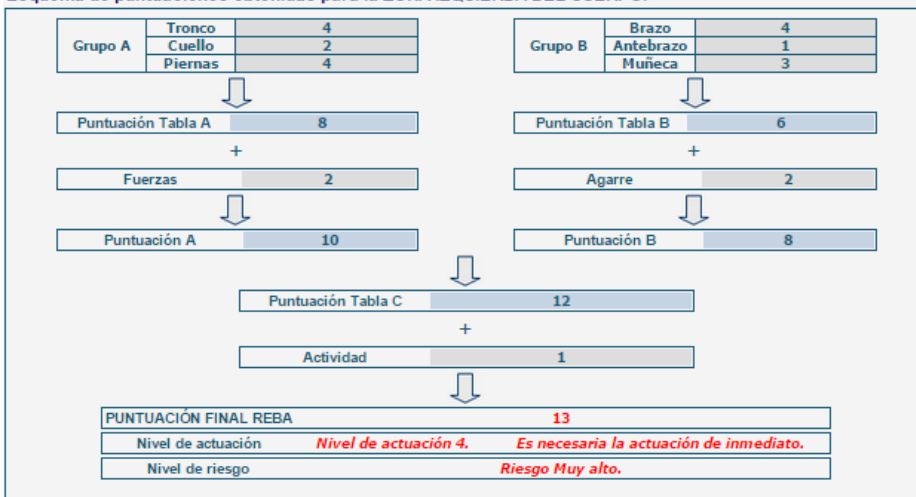 Grupo A
Tronco 4
Cuello 2
Piernas 4
Grupo B
Brazo 4
Antebrazo 1
Muñeca 3
Puntuación Tabla A 8
Puntuación Tabla B 6
+
+
Fuerzas 2
Agarre 2
Puntuación A 10
Puntuación B 8
Puntuación Tabla C 12
+
Actividad 1
PUNTUACIÓN FINAL REBA 13
Nivel de actuación Nivel de actuación 4. Es necesaria la actuación de inmediato.
Nivel de riesgo Riesgo Muy alto.